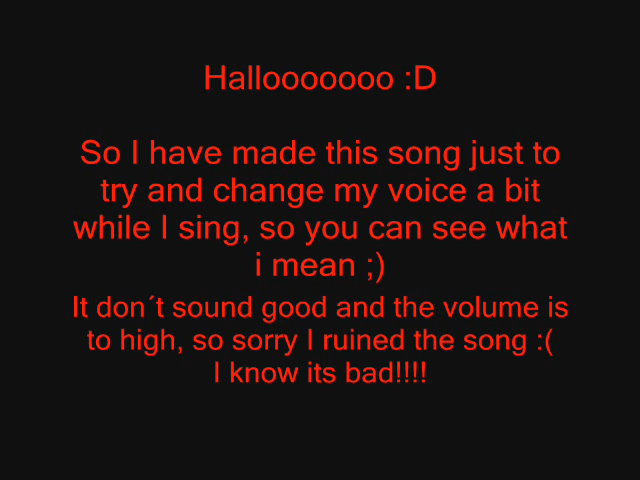 Hallooooooo :D
So I have made this song just to
try and change my voice a bit
while I sing, so you can see what
i mean ;)
It don´t sound good and the volume is
to high, so sorry I ruined the song :(
I know its bad!!!!